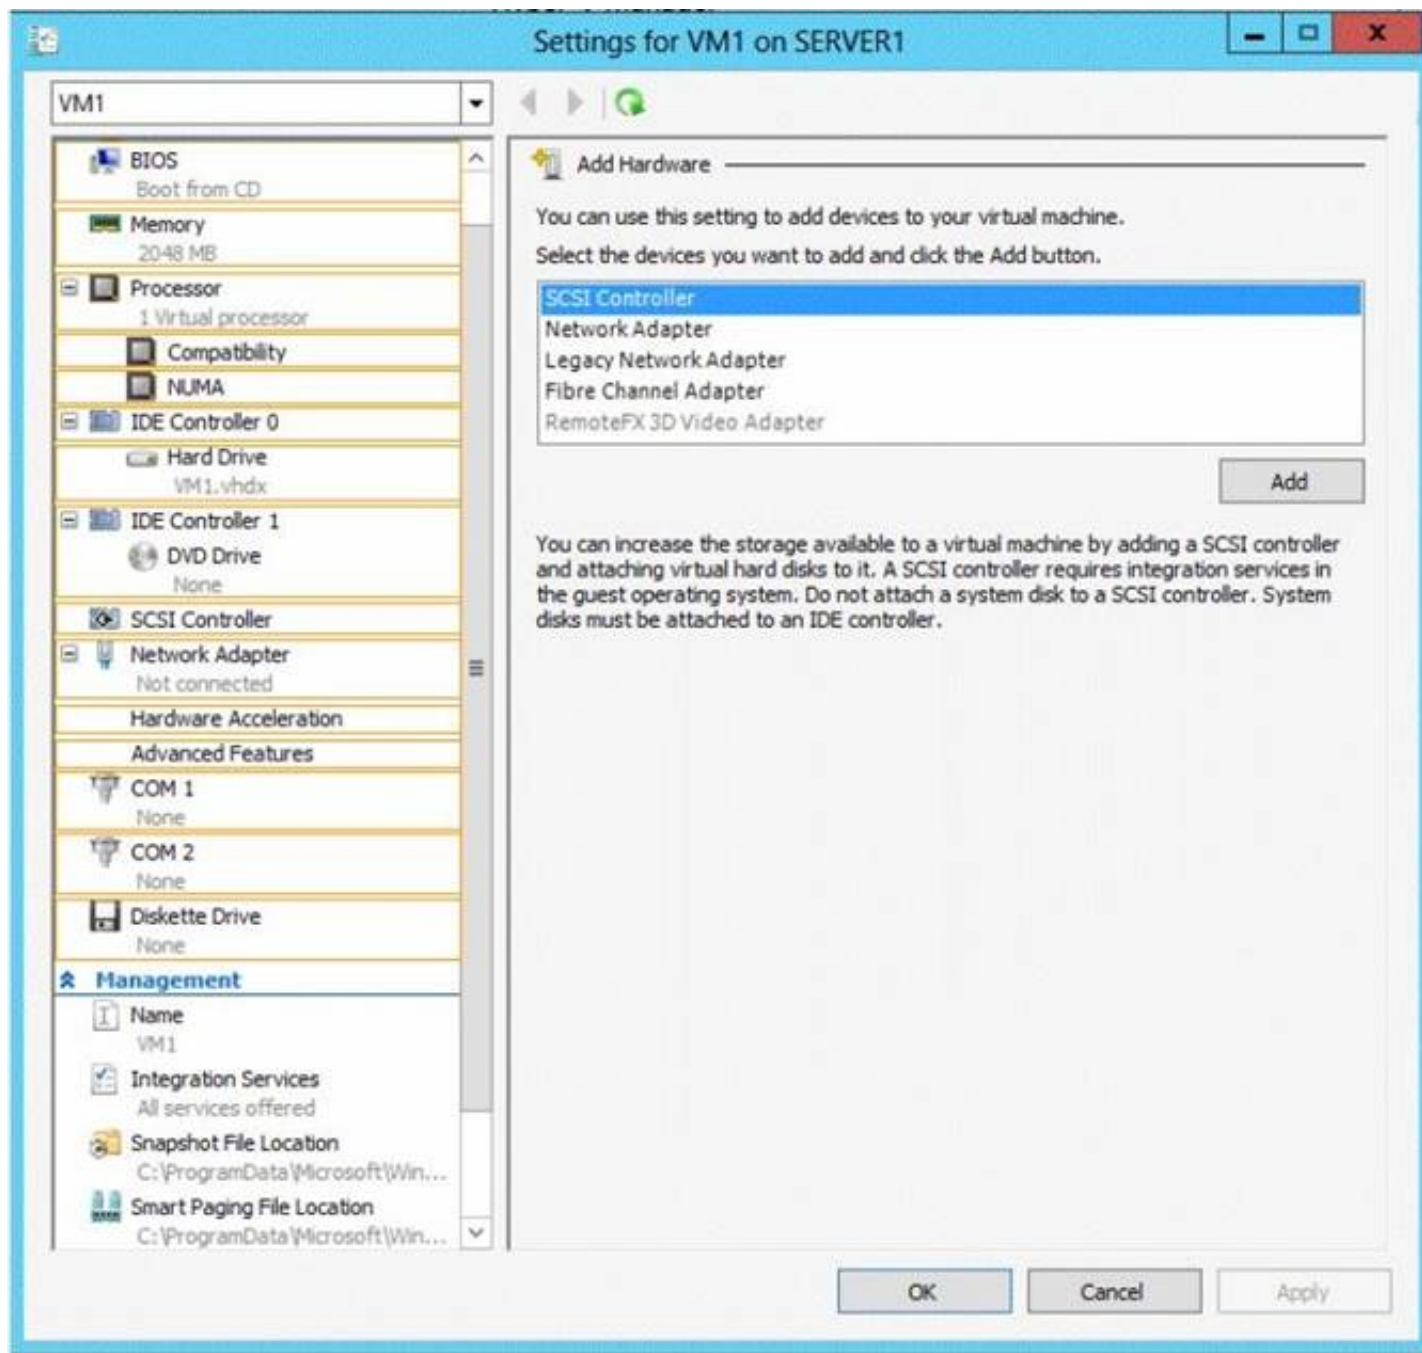 Settings for VM1 on SERVER1
VM1
BIOS
Boot from CD
Memory
2048 MB
Processor
1 Virtual processor
Compatibility
NUMA
IDE Controller 0
Hard Drive
VM1.vhdx
IDE Controller 1
DVD Drive
None
SCSI Controller
Network Adapter
Not connected
Hardware Acceleration
Advanced Features
COM 1
None
COM 2
None
Diskette Drive
None
Management
Name
VM1
Integration Services
All services offered
Snapshot File Location
C:\ProgramData\Microsoft\Win...
Smart Paging File Location
C:\ProgramData\Microsoft\Win...
Add Hardware
You can use this setting to add devices to your virtual machine.
Select the devices you want to add and click the Add button.
SCSI Controller
Network Adapter
Legacy Network Adapter
Fibre Channel Adapter
RemoteFX 3D Video Adapter
Add
You can increase the storage available to a virtual machine by adding a SCSI controller
and attaching virtual hard disks to it. A SCSI controller requires integration services in
the guest operating system. Do not attach a system disk to a SCSI controller. System
disks must be attached to an IDE controller.
OK
Cancel
Apply